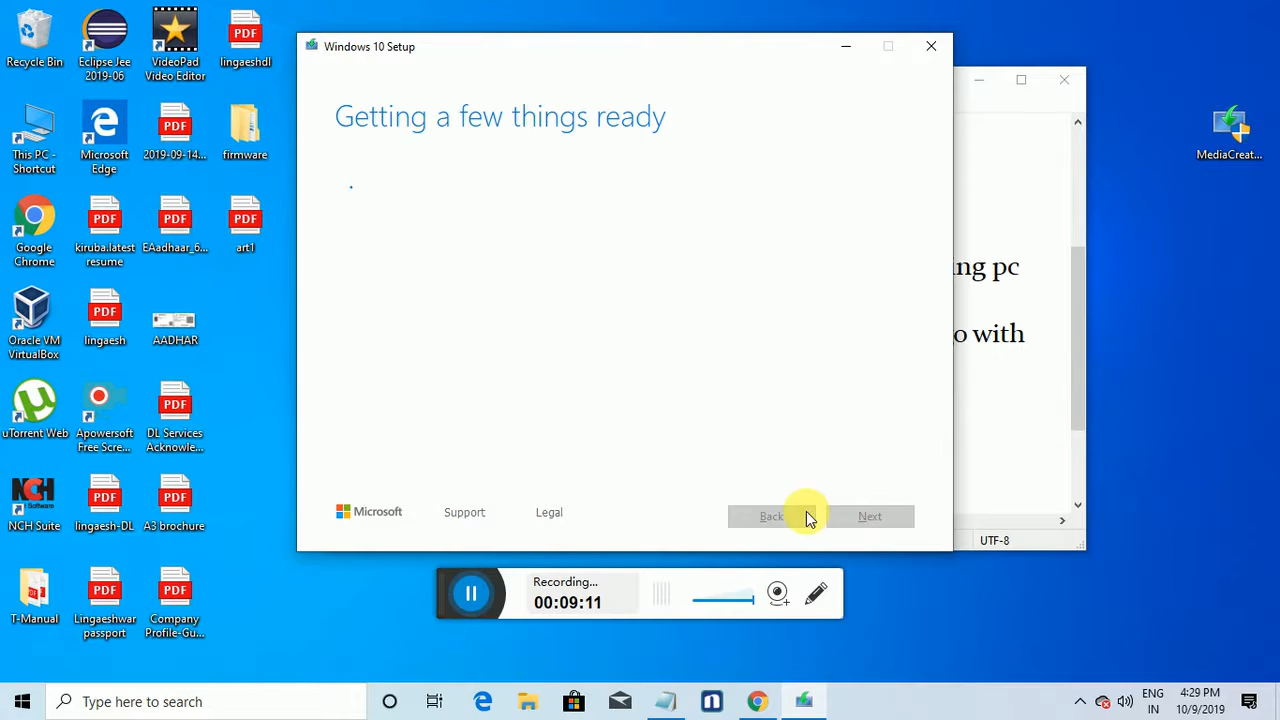 Recycle Bin
Eclipse Jee
2019-06
VideoPad
Video Editor
PDF
lingaeshdl
This PC -
Shortcut
Microsoft
Edge
PDF
2019-09-14...
firmware
Google
Chrome
PDF
kiruba.latest
resume
PDF
EAadhaar_6...
PDF
art1
Oracle VM
VirtualBox
PDF
lingaesh
AADHAR
uTorrent Web
Apowersoft
Free Scre...
PDF
DL Services
Acknowle...
NCH
Software
NCH Suite
PDF
lingaesh-DL
PDF
A3 brochure
T-Manual
PDF
Lingaeshwar
passport
PDF
Company
Profile-Gu...
Windows 10 Setup
Getting a few things ready
Microsoft
Support
Legal
Back
Next
ing pc
o with
UTF-8
MediaCreat...
Recording...
00:09:11
Type here to search
ENG
IN
4:29 PM
10/9/2019